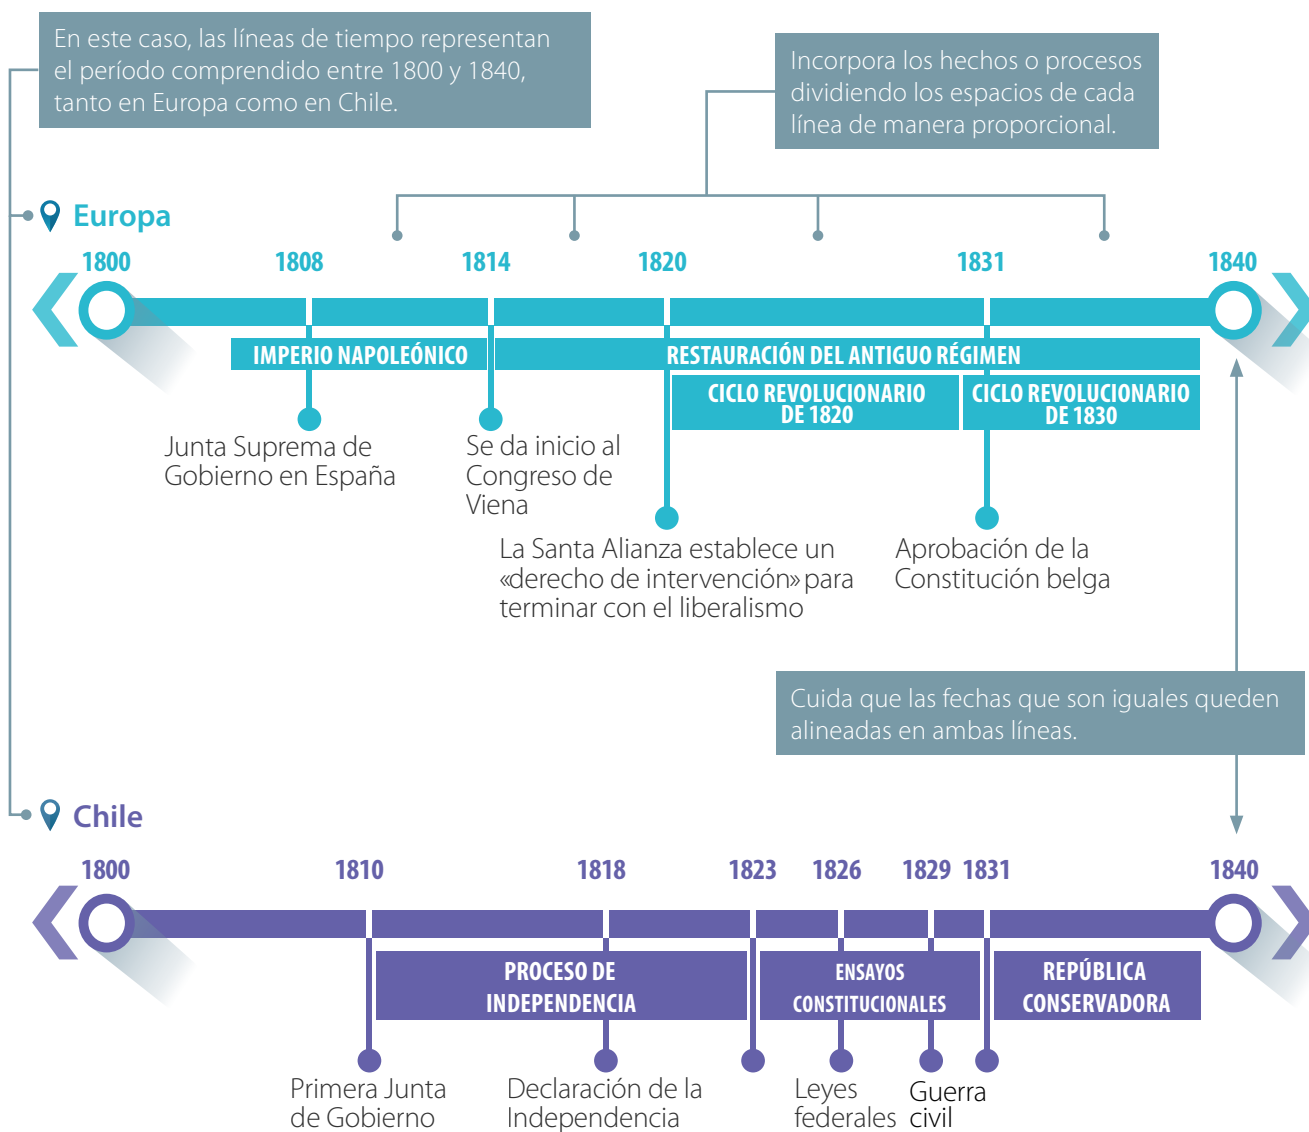 En este caso, las líneas de tiempo representan
el período comprendido entre 1800 y 1840,
tanto en Europa como en Chile.
Incorpora los hechos o procesos
dividiendo los espacios de cada
línea de manera proporcional.
Europa
1800 1808 1814 1820 1831 1840
IMPERIO NAPOLEÓNICO
RESTAURACIÓN DEL ANTIGUO RÉGIMEN
CICLO REVOLUCIONARIO
DE 1820
CICLO REVOLUCIONARIO
DE 1830
Junta Suprema de
Gobierno en España
Se da inicio al
Congreso de
Viena
La Santa Alianza establece un
«derecho de intervención» para
terminar con el liberalismo
Aprobación de la
Constitución belga
Cuida que las fechas que son iguales queden
alineadas en ambas líneas.
Chile
1800 1810 1818 1823 1826 1829 1831 1840
PROCESO DE
INDEPENDENCIA
ENSAYOS
CONSTITUCIONALES
REPÚBLICA
CONSERVADORA
Primera Junta
de Gobierno
Declaración de la
Independencia
Leyes
federales
Guerra
civil